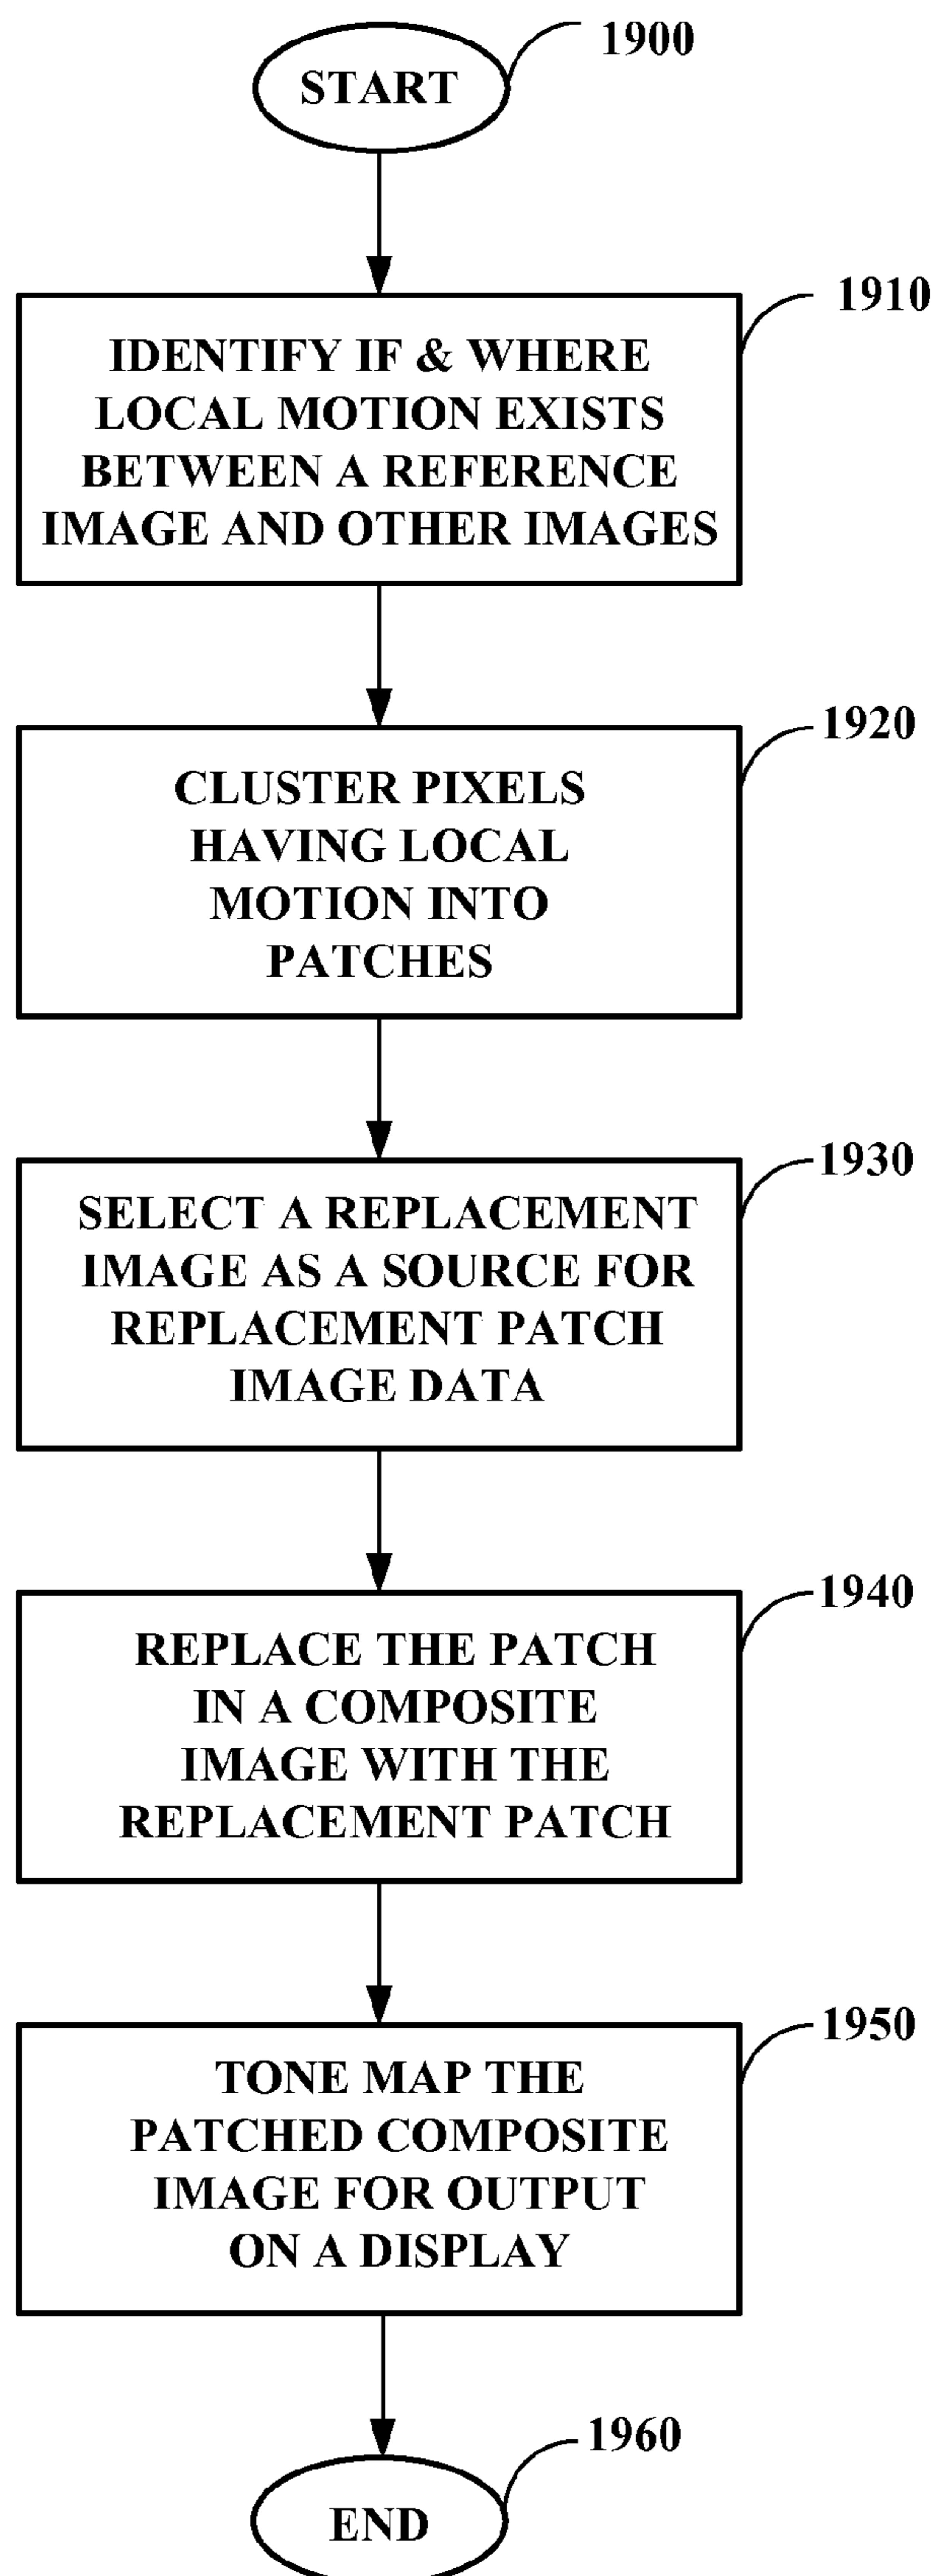 START
1900
1910
IDENTIFY IF & WHERE
LOCAL MOTION EXISTS
BETWEEN A REFERENCE
IMAGE AND OTHER IMAGES
1920
CLUSTER PIXELS
HAVING LOCAL
MOTION INTO
PATCHES
1930
SELECT A REPLACEMENT
IMAGE AS A SOURCE FOR
REPLACEMENT PATCH
IMAGE DATA
1940
REPLACE THE PATCH
IN A COMPOSITE
IMAGE WITH THE
REPLACEMENT PATCH
1950
TONE MAP THE
PATCHED COMPOSITE
IMAGE FOR OUTPUT
ON A DISPLAY
1960
END